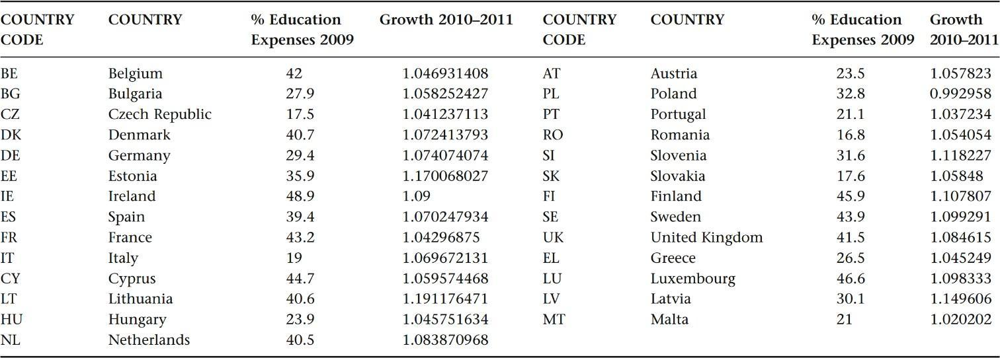 COUNTRY CODE COUNTRY % Education Expenses 2009 Growth 2010–2011 COUNTRY CODE COUNTRY % Education Expenses 2009 Growth 2010–2011
BE Belgium 42 1.046931408 AT Austria 23.5 1.057823
BG Bulgaria 27.9 1.058252427 PL Poland 32.8 0.992958
CZ Czech Republic 17.5 1.041237113 PT Portugal 21.1 1.037234
DK Denmark 40.7 1.072413793 RO Romania 16.8 1.054054
DE Germany 29.4 1.074074074 SI Slovenia 31.6 1.118227
EE Estonia 35.9 1.170068027 SK Slovakia 17.6 1.05848
IE Ireland 48.9 1.09 FI Finland 45.9 1.107807
ES Spain 39.4 1.070247934 SE Sweden 43.9 1.099291
FR France 43.2 1.04296875 UK United Kingdom 41.5 1.084615
IT Italy 19 1.069672131 EL Greece 26.5 1.045249
CY Cyprus 44.7 1.059574468 LU Luxembourg 46.6 1.098333
LT Lithuania 40.6 1.191176471 LV Latvia 30.1 1.149606
HU Hungary 23.9 1.045751634 MT Malta 21 1.020202
NL Netherlands 40.5 1.083870968